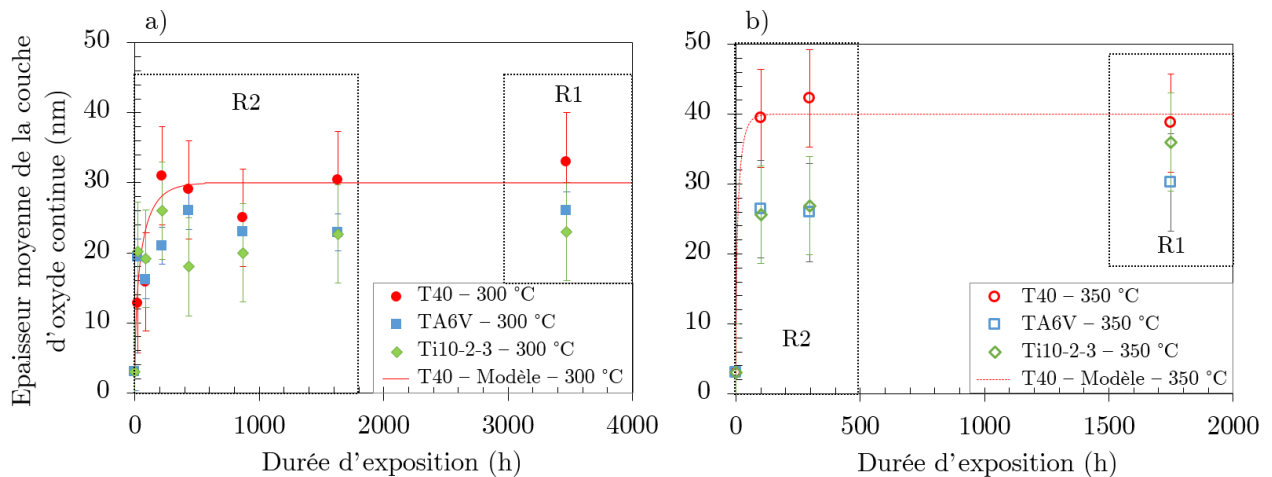 a)
Epaisseur moyenne de la couche
d'oxyde continue (nm)
50
40
30
20
10
0
R2
R1
T40 – 300 °C
TA6V – 300 °C
Ti10-2-3 – 300 °C
T40 – Modèle – 300 °C
0 1000 2000 3000 4000
Durée d'exposition (h)
b)
50
40
30
20
10
0
R2
R1
T40 – 350 °C
TA6V – 350 °C
Ti10-2-3 – 350 °C
T40 – Modèle – 350 °C
0 500 1000 1500 2000
Durée d'exposition (h)